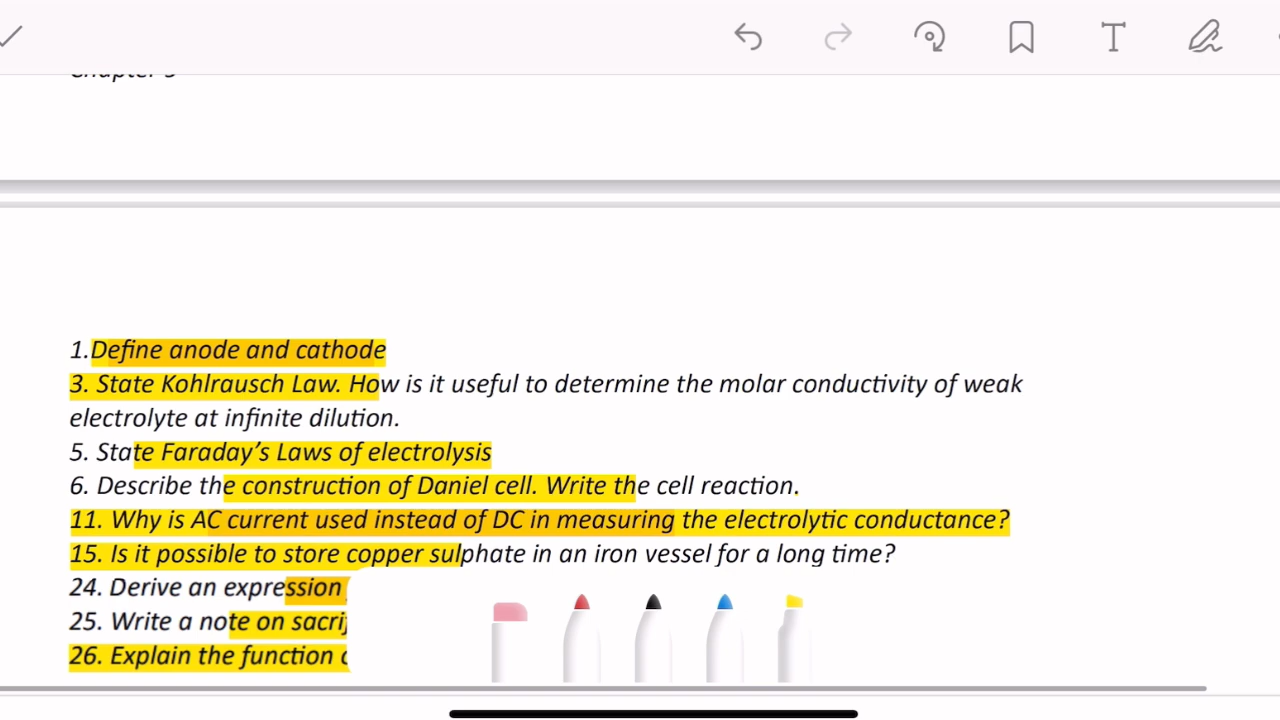 1.Define anode and cathode
3. State Kohlrausch Law. How is it useful to determine the molar conductivity of weak
electrolyte at infinite dilution.
5. State Faraday's Laws of electrolysis
6. Describe the construction of Daniel cell. Write the cell reaction.
11. Why is AC current used instead of DC in measuring the electrolytic conductance?
15. Is it possible to store copper sulphate in an iron vessel for a long time?
24. Derive an expression
25. Write a note on
26. Explain the function